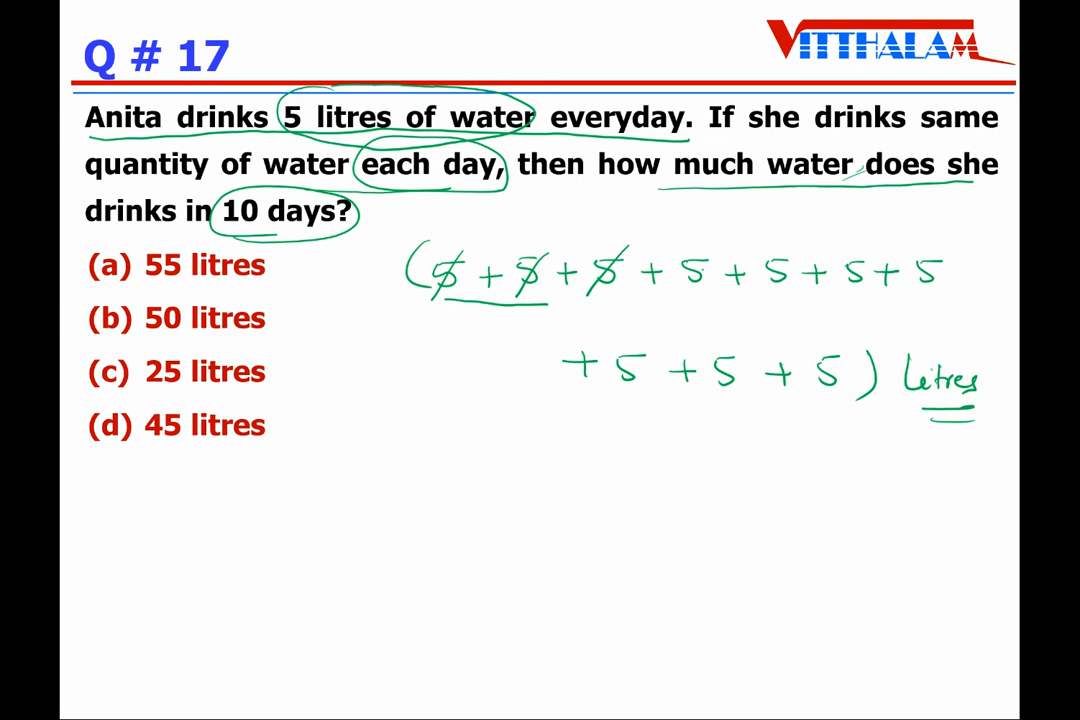 Q # 17
VITTHALAM
Anita drinks 5 litres of water everyday. If she drinks same
quantity of water each day, then how much water does she
drinks in 10 days?
(a) 55 litres
(b) 50 litres
(c) 25 litres
(d) 45 litres
(5 + 5 + 5 + 5 + 5 + 5 + 5
+ 5 + 5 + 5) litres